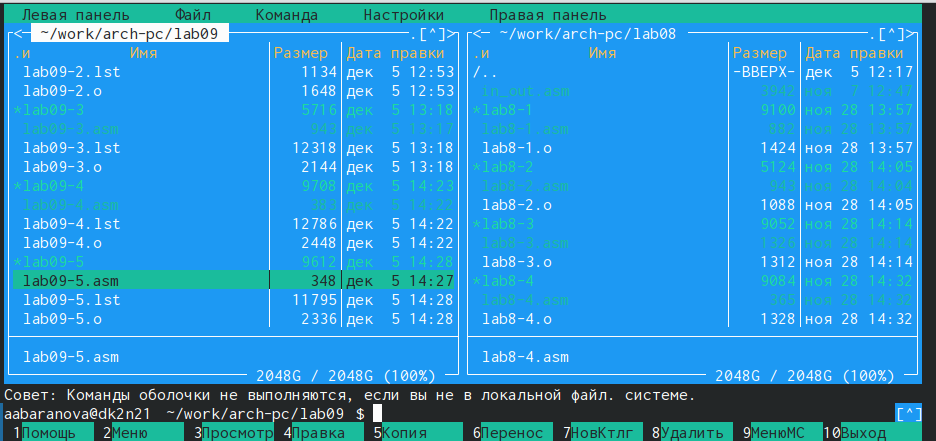 Левая панель Файл Команда Настройки Правая панель
<─ ~/work/arch-pc/lab09 .[^]> <─ ~/work/arch-pc/lab08 .[^]>
.и Имя Размер Дата правки .и Имя Размер Дата правки
lab09-2.lst 1134 дек 5 12:53 /.. -ВВЕРХ- дек 5 12:17
lab09-2.o 1648 дек 5 12:53 in_out.asm 3942 ноя 7 12:47
*lab09-3 5716 дек 5 13:18 *lab8-1 9100 ноя 28 13:57
lab09-3.asm 943 дек 5 13:17 lab8-1.asm 882 ноя 28 13:57
lab09-3.lst 12318 дек 5 13:18 lab8-1.o 1424 ноя 28 13:57
lab09-3.o 2144 дек 5 13:18 *lab8-2 5124 ноя 28 14:05
*lab09-4 9708 дек 5 14:23 lab8-2.asm 943 ноя 28 14:04
lab09-4.asm 383 дек 5 14:22 lab8-2.o 1088 ноя 28 14:05
lab09-4.lst 12786 дек 5 14:22 *lab8-3 9052 ноя 28 14:14
lab09-4.o 2448 дек 5 14:22 lab8-3.asm 1326 ноя 28 14:14
*lab09-5 9612 дек 5 14:28 lab8-3.o 1312 ноя 28 14:14
lab09-5.asm 348 дек 5 14:27 *lab8-4 9084 ноя 28 14:32
lab09-5.lst 11795 дек 5 14:28 lab8-4.asm 365 ноя 28 14:32
lab09-5.o 2336 дек 5 14:28 lab8-4.o 1328 ноя 28 14:32
lab09-5.asm lab8-4.asm
2048G / 2048G (100%) 2048G / 2048G (100%)
Совет: Команды оболочки не выполняются, если вы не в локальной файл. системе.
aabaranova@dk2n21 ~/work/arch-pc/lab09 $ [^]
1Помощь 2Меню 3Просмотр 4Правка 5Копия 6Перенос 7НовКтлг 8Удалить 9МенюMC 10Выход